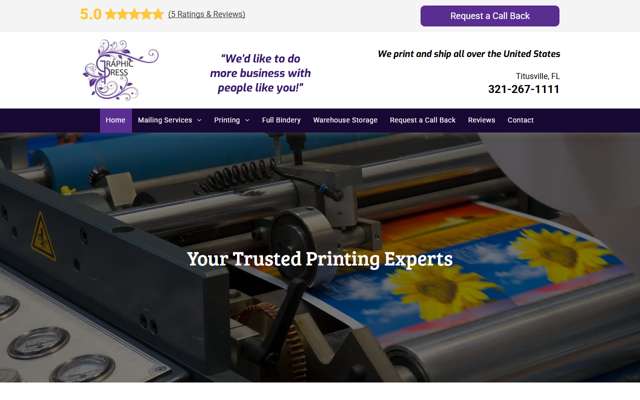 5.0 (5 Ratings & Reviews)
Request a Call Back
GRAPHIC
PRESS
"We'd like to do
more business with
people like you!"
We print and ship all over the United States
Titusville, FL
321-267-1111
Home Mailing Services Printing Full Bindery Warehouse Storage Request a Call Back Reviews Contact
Your Trusted Printing Experts